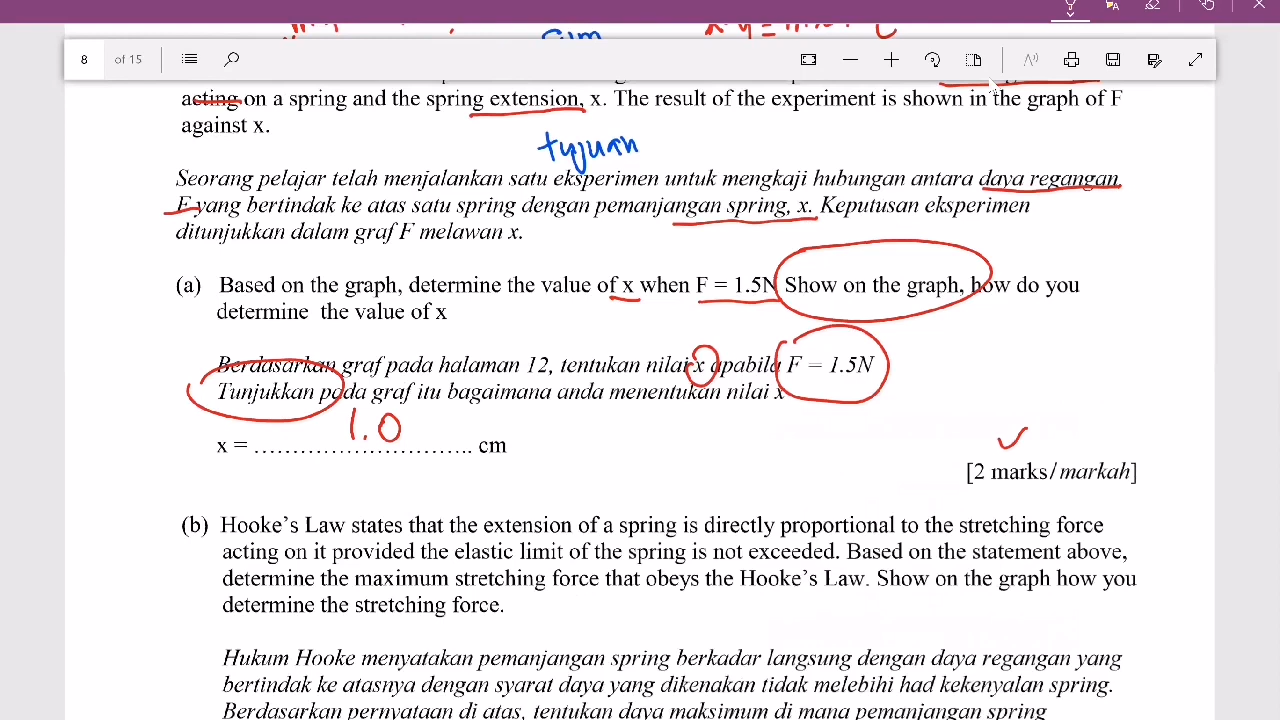 8 of 15
acting on a spring and the spring extension, x. The result of the experiment is shown in the graph of F
against x.
tujuan
Seorang pelajar telah menjalankan satu eksperimen untuk mengkaji hubungan antara daya regangan
F yang bertindak ke atas satu spring dengan pemanjangan spring, x. Keputusan eksperimen
ditunjukkan dalam graf F melawan x.
(a) Based on the graph, determine the value of x when F = 1.5N Show on the graph, how do you
determine the value of x
Berdasarkan graf pada halaman 12, tentukan nilai x apabila F = 1.5N
Tunjukkan pada graf itu bagaimana anda menentukan nilai x
1.0
x = ……………………….. cm
[2 marks/markah]
(b) Hooke's Law states that the extension of a spring is directly proportional to the stretching force
acting on it provided the elastic limit of the spring is not exceeded. Based on the statement above,
determine the maximum stretching force that obeys the Hooke's Law. Show on the graph how you
determine the stretching force.
Hukum Hooke menyatakan pemanjangan spring berkadar langsung dengan daya regangan yang
bertindak ke atasnya dengan syarat daya yang dikenakan tidak melebihi had kekenyalan spring.
Berdasarkan pernyataan di atas, tentukan daya maksimum di mana pemanjangan spring